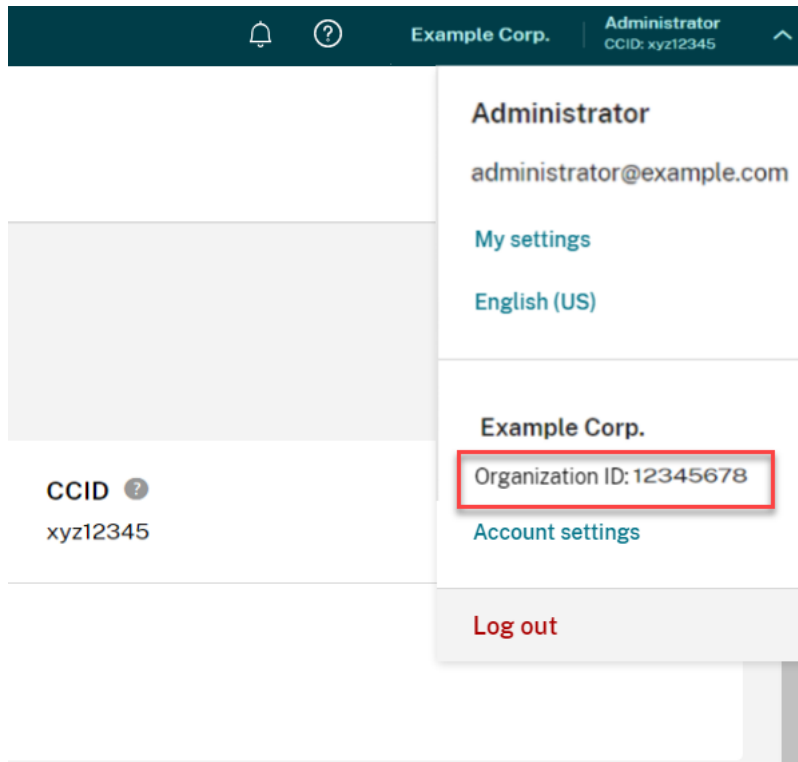 Example Corp.
Administrator
CCID: xyz12345
Administrator
administrator@example.com
My settings
English (US)
Example Corp.
Organization ID: 12345678
Account settings
Log out
CCID ?
xyz12345